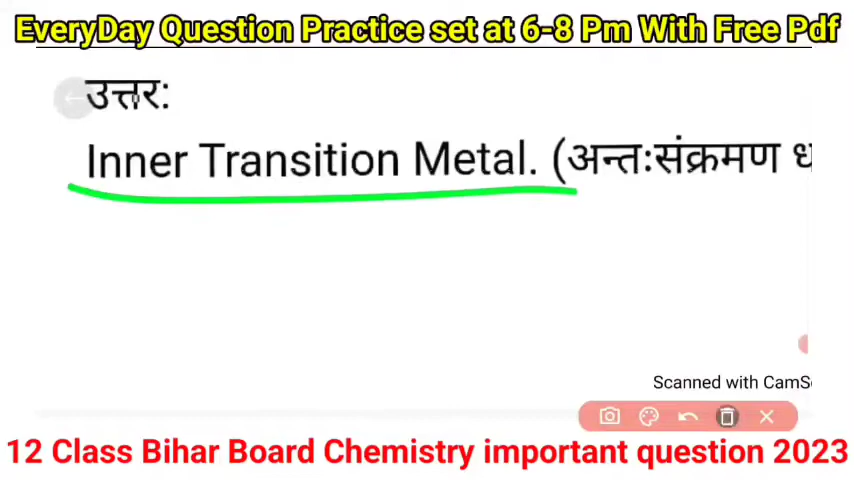 EveryDay Question Practice set at 6-8 Pm With Free Pdf
उत्तर:
Inner Transition Metal. (अन्तःसंक्रमण
Scanned with CamS
12 Class Bihar Board Chemistry important question 2023